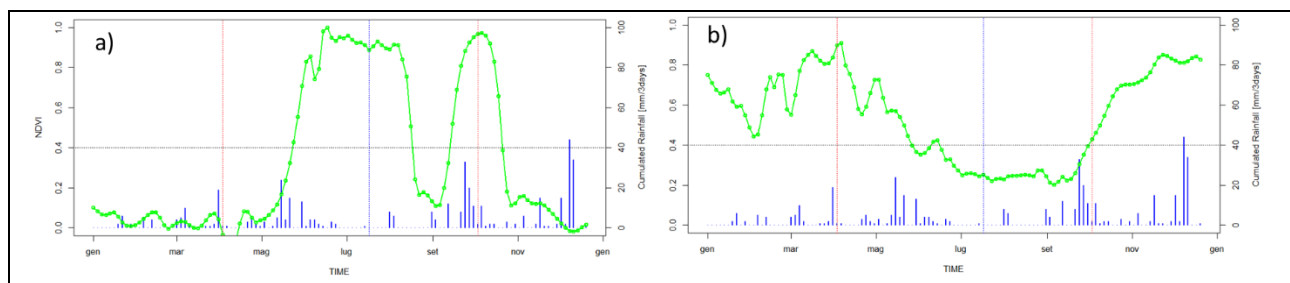 a)
1.0
0.8
0.6
0.4
0.2
0.0
NDVI
100
80
60
40
20
0
Cumulated Rainfall [mm/3days]
gen mar mag lug set nov gen
TIME
b)
1.0
0.8
0.6
0.4
0.2
0.0
100
80
60
40
20
0
Cumulated Rainfall [mm/3days]
gen mar mag lug set nov gen
TIME